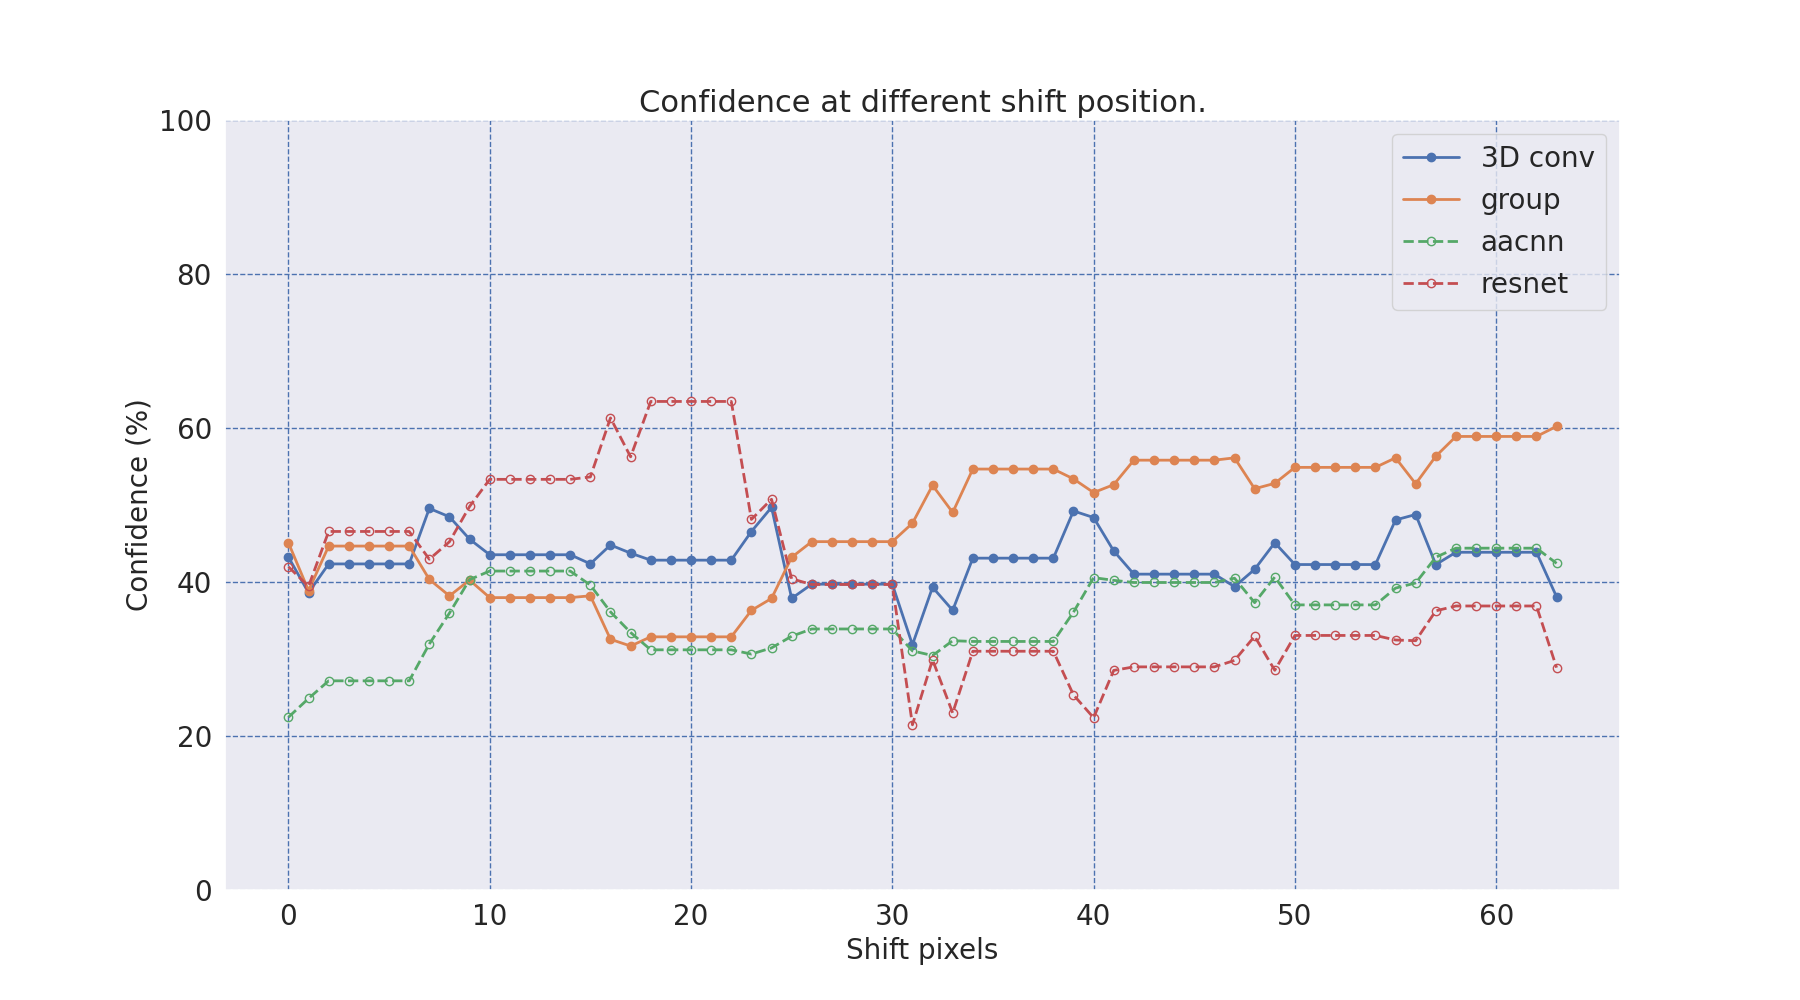 Confidence at different shift position.
100
80
60
40
20
0
Confidence (%)
3D conv
group
aacnn
resnet
0 10 20 30 40 50 60
Shift pixels